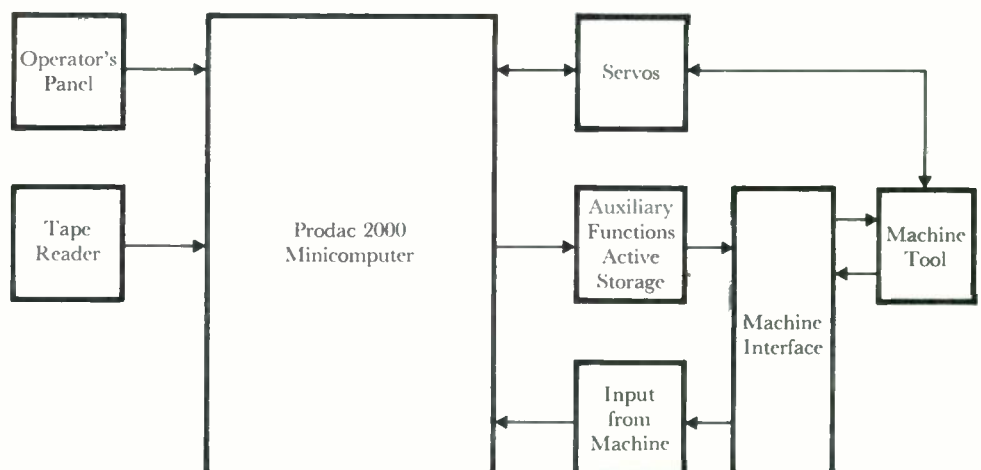 Operator's
Panel
Servos
Tape
Reader
Prodac 2000
Minicomputer
Auxiliary
Functions
Active
Storage
Machine
Tool
Machine
Interface
Input
from
Machine